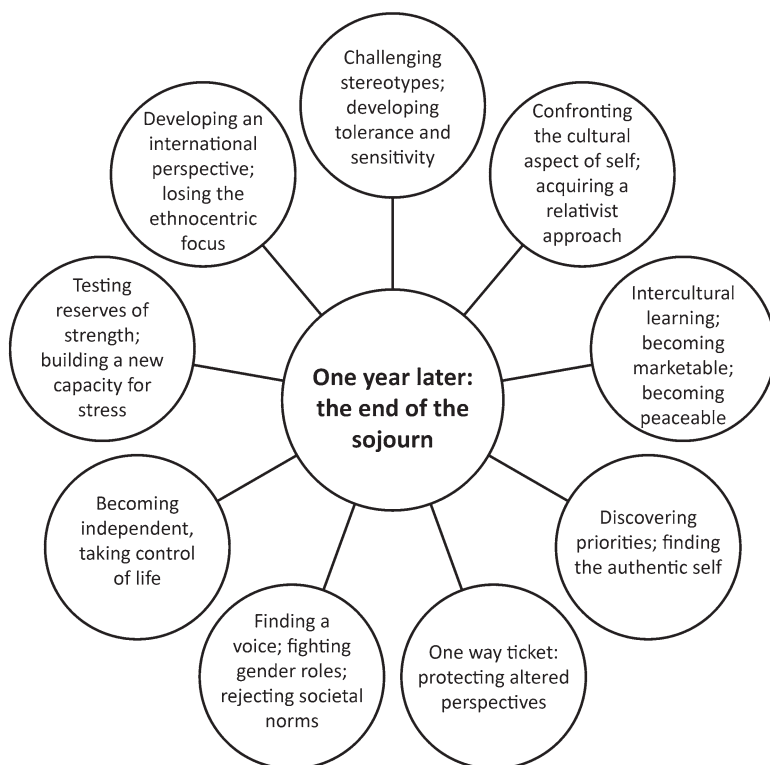 Challenging
stereotypes;
developing
tolerance and
sensitivity
Confronting
the cultural
aspect of self;
acquiring a
relativist
approach
Intercultural
learning;
becoming
marketable;
becoming
peaceable
Discovering
priorities; finding
the authentic self
One way ticket:
protecting altered
perspectives
Finding a
voice; fighting
gender roles;
rejecting societal
norms
Becoming
independent,
taking control
of life
Testing
reserves of
strength;
building a new
capacity for
stress
Developing an
international
perspective;
losing the
ethnocentric
focus
One year later:
the end of the
sojourn